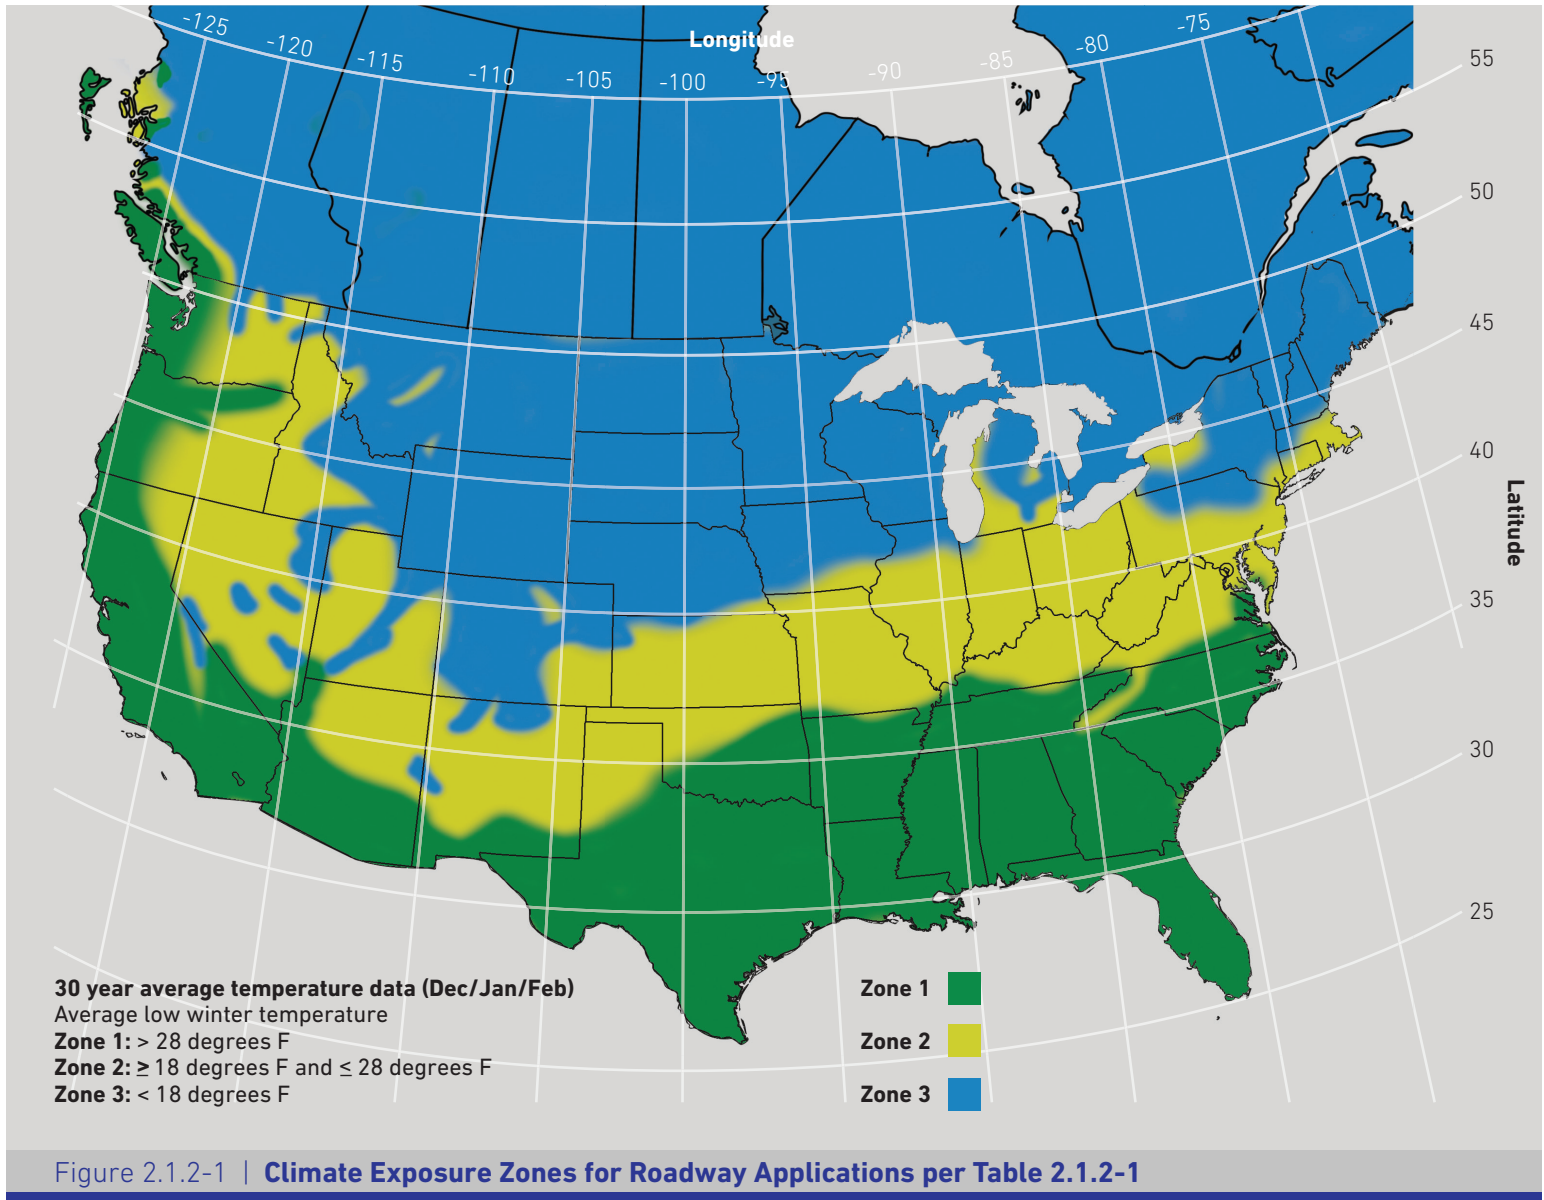 Longitude
-125
-120
-115
-110
-105
-100
-95
-90
-85
-80
-75
55
50
45
40
35
30
25
Latitude
30 year average temperature data (Dec/Jan/Feb)
Average low winter temperature
Zone 1: > 28 degrees F
Zone 2: ≥ 18 degrees F and ≤ 28 degrees F
Zone 3: < 18 degrees F
Zone 1
Zone 2
Zone 3
Figure 2.1.2-1 | Climate Exposure Zones for Roadway Applications per Table 2.1.2-1